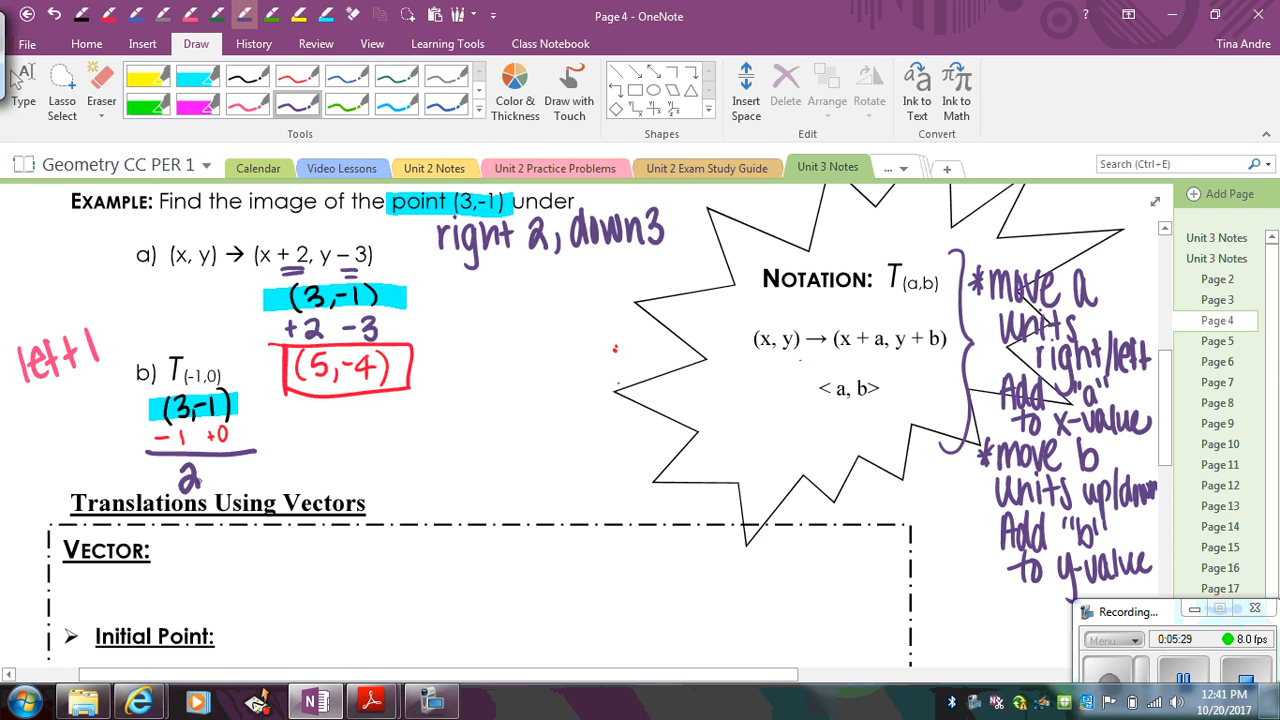 Page 4 - OneNote
?
File
Home
Insert
Draw
History
Review
View
Learning Tools
Class Notebook
Tina Andre
Type
Lasso Select
Eraser
Color & Thickness
Draw with Touch
Insert Space
Delete
Arrange
Rotate
Ink to Text
Ink to Math
Tools
Shapes
Edit
Convert
Geometry CC PER 1
Calendar
Video Lessons
Unit 2 Notes
Unit 2 Practice Problems
Unit 2 Exam Study Guide
Unit 3 Notes
...
Search (Ctrl+E)
Add Page
Unit 3 Notes
Unit 3 Notes
Page 2
Page 3
Page 4
Page 5
Page 6
Page 7
Page 8
Page 9
Page 10
Page 11
Page 12
Page 13
Page 14
Page 15
Page 16
Page 17
EXAMPLE: Find the image of the point (3,-1) under
right 2, down 3
a) (x, y) → (x + 2, y – 3)
(3,-1)
+2 -3
(5,-4)
left 1
b) T(-1,0)
(3,-1)
-1 +0
2
NOTATION: T(a,b)
(x, y) → (x + a, y + b)
< a, b>
*move a
units
right/left
Add "a"
to x-value
*move b
units up/down
Add "b"
to y-value
Translations Using Vectors
VECTOR:
➢ Initial Point:
Recording...
Menu
0:05:29
8.0 fps
12:41 PM
10/20/2017